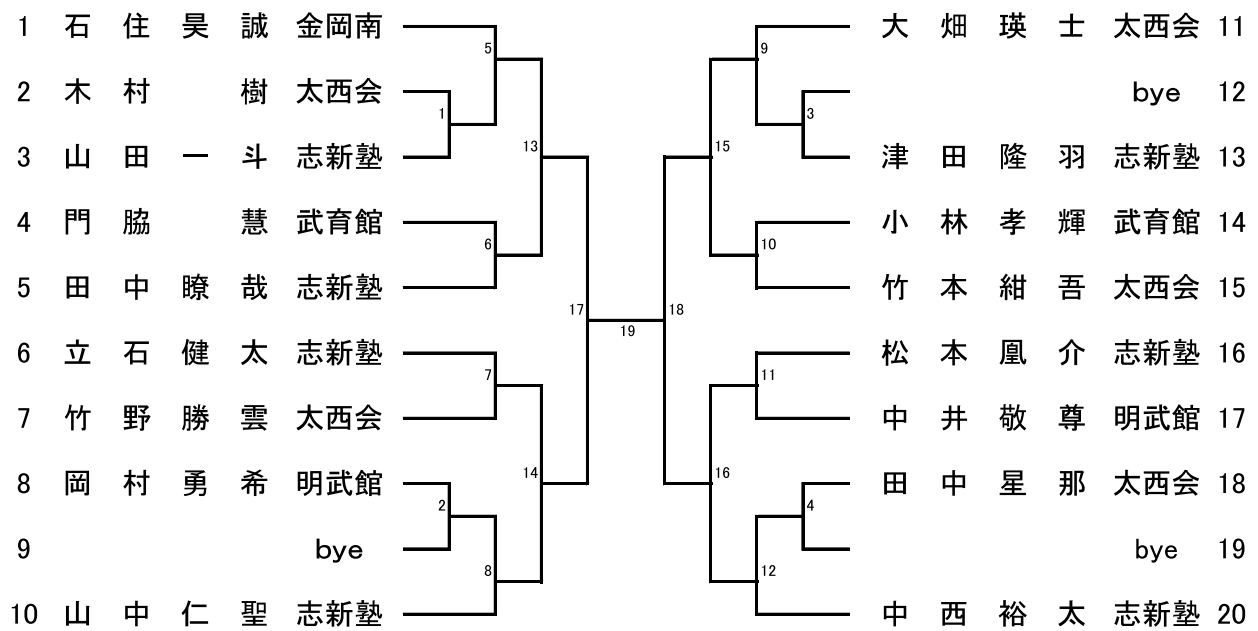 1 石住昊誠 金岡南
2 木村樹 太西会
3 山田一斗 志新塾
4 門脇慧 武育館
5 田中瞭哉 志新塾
6 立石健太 志新塾
7 竹野勝雲 太西会
8 岡村勇希 明武館
9 bye
10 山中仁聖 志新塾
5
1
13
6
17
7
14
2
8
19
9
3
15
10
18
11
16
4
12
大畑瑛士 太西会 11
bye 12
津田隆羽 志新塾 13
小林孝輝 武育館 14
竹本紺吾 太西会 15
松本凰介 志新塾 16
中井敬尊 明武館 17
田中星那 太西会 18
bye 19
中西裕太 志新塾 20